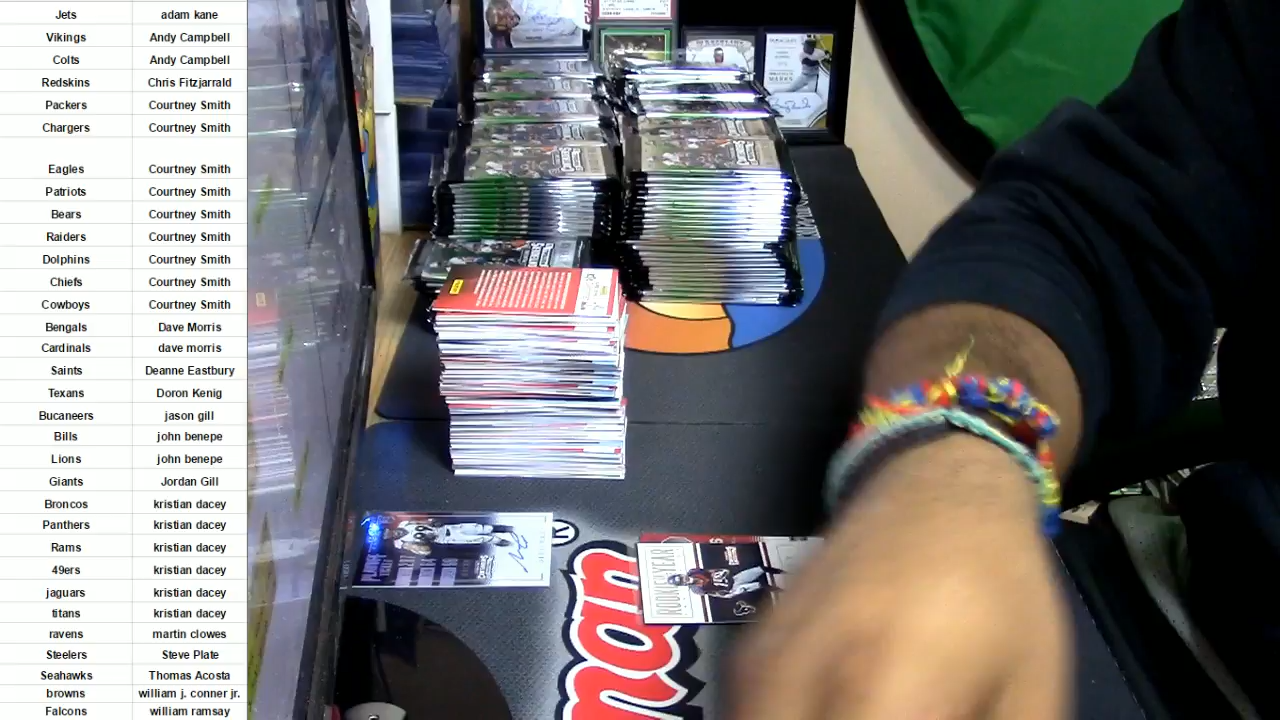 Jets adam kane
Vikings Andy Campbell
Colts Andy Campbell
Redskins Chris Fitzjarrald
Packers Courtney Smith
Chargers Courtney Smith
Eagles Courtney Smith
Patriots Courtney Smith
Bears Courtney Smith
Raiders Courtney Smith
Dolphins Courtney Smith
Chiefs Courtney Smith
Cowboys Courtney Smith
Bengals Dave Morris
Cardinals dave morris
Saints Deanne Eastbury
Texans Doron Kenig
Bucaneers jason gill
Bills john benepe
Lions john benepe
Giants Jordan Gill
Broncos kristian dacey
Panthers kristian dacey
Rams kristian dacey
49ers kristian dacey
jaguars kristian dacey
titans kristian dacey
ravens martin clowes
Steelers Steve Plate
Seahawks Thomas Acosta
browns william j. conner jr.
Falcons william ramsay
ROOKIE YEAR